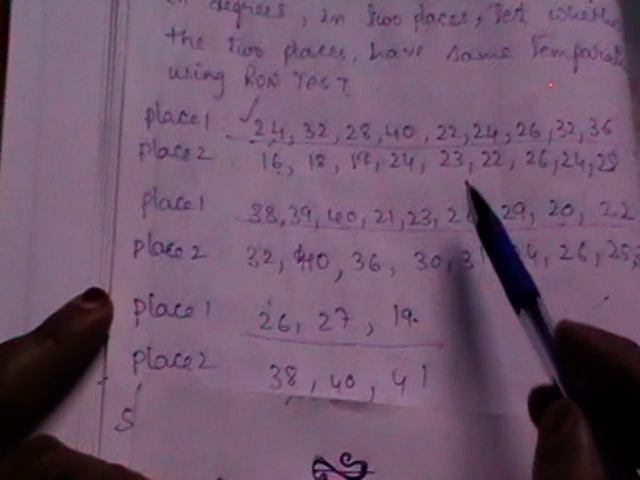 in degrees, in two places, Test whethe
the two places, have same Temparatu
using RUN TEST.
place1: 24, 32, 28, 40, 22, 24, 26, 32, 36
place2 16, 18, 19, 24, 23, 22, 26, 24, 29
place1 38, 39, 40, 21, 23, 29, 20, 22
place2 32, 40, 36, 30, 26, 25,
place1 26, 27, 19.
place2 38, 40, 41
S